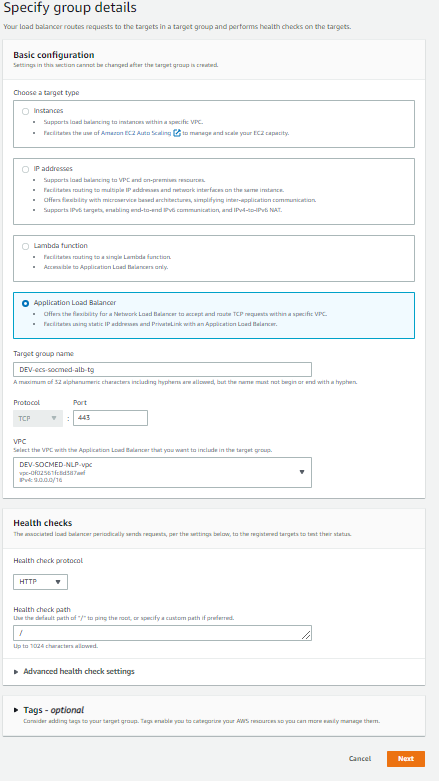 Specify group details
Your load balancer routes requests to the targets in a target group and performs health checks on the targets.
Basic configuration
Settings in this section cannot be changed after the target group is created.
Choose a target type
Instances
• Supports load balancing to instances within a specific VPC.
• Facilitates the use of Amazon EC2 Auto Scaling to manage and scale your EC2 capacity.
IP addresses
• Supports load balancing to VPC and on-premises resources.
• Facilitates routing to multiple IP addresses and network interfaces on the same instance.
• Offers flexibility with microservice based architectures, simplifying inter-application communication.
• Supports IPv6 targets, enabling end-to-end IPv6 communication, and IPv4-to-IPv6 NAT.
Lambda function
• Facilitates routing to a single Lambda function.
• Accessible to Application Load Balancers only.
Application Load Balancer
• Offers the flexibility for a Network Load Balancer to accept and route TCP requests within a specific VPC.
• Facilitates using static IP addresses and PrivateLink with an Application Load Balancer.
Target group name
DEV-ecs-socmed-alb-tg
A maximum of 32 alphanumeric characters including hyphens are allowed, but the name must not begin or end with a hyphen.
Protocol Port
TCP : 443
VPC
Select the VPC with the Application Load Balancer that you want to include in the target group.
DEV-SOCMED-NLP-vpc
vpc-0f02561fc6d587aef
IPv4: 9.0.0.0/16
Health checks
The associated load balancer periodically sends requests, per the settings below, to the registered targets to test their status.
Health check protocol
HTTP
Health check path
Use the default path of "/" to ping the root, or specify a custom path if preferred.
/
Up to 1024 characters allowed.
Advanced health check settings
Tags - optional
Consider adding tags to your target group. Tags enable you to categorize your AWS resources so you can more easily manage them.
Cancel Next